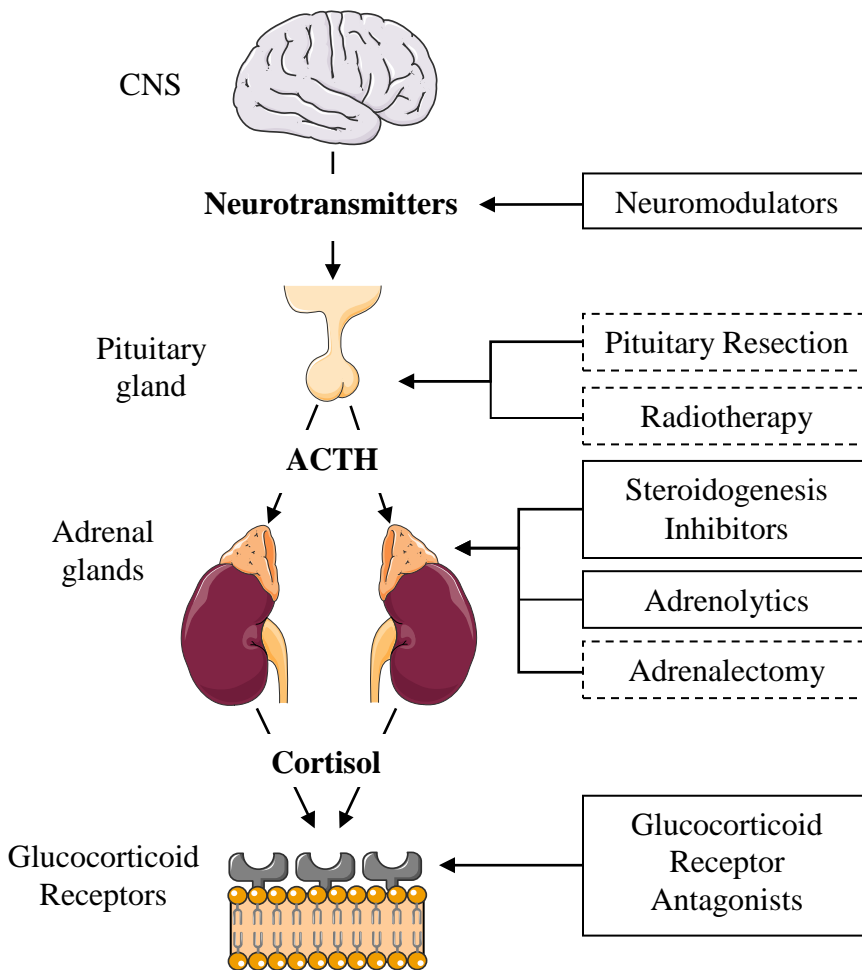 CNS
Neurotransmitters
Neuromodulators
Pituitary
gland
Pituitary Resection
Radiotherapy
ACTH
Adrenal
glands
Steroidogenesis
Inhibitors
Adrenolytics
Adrenalectomy
Cortisol
Glucocorticoid
Receptors
Glucocorticoid
Receptor
Antagonists